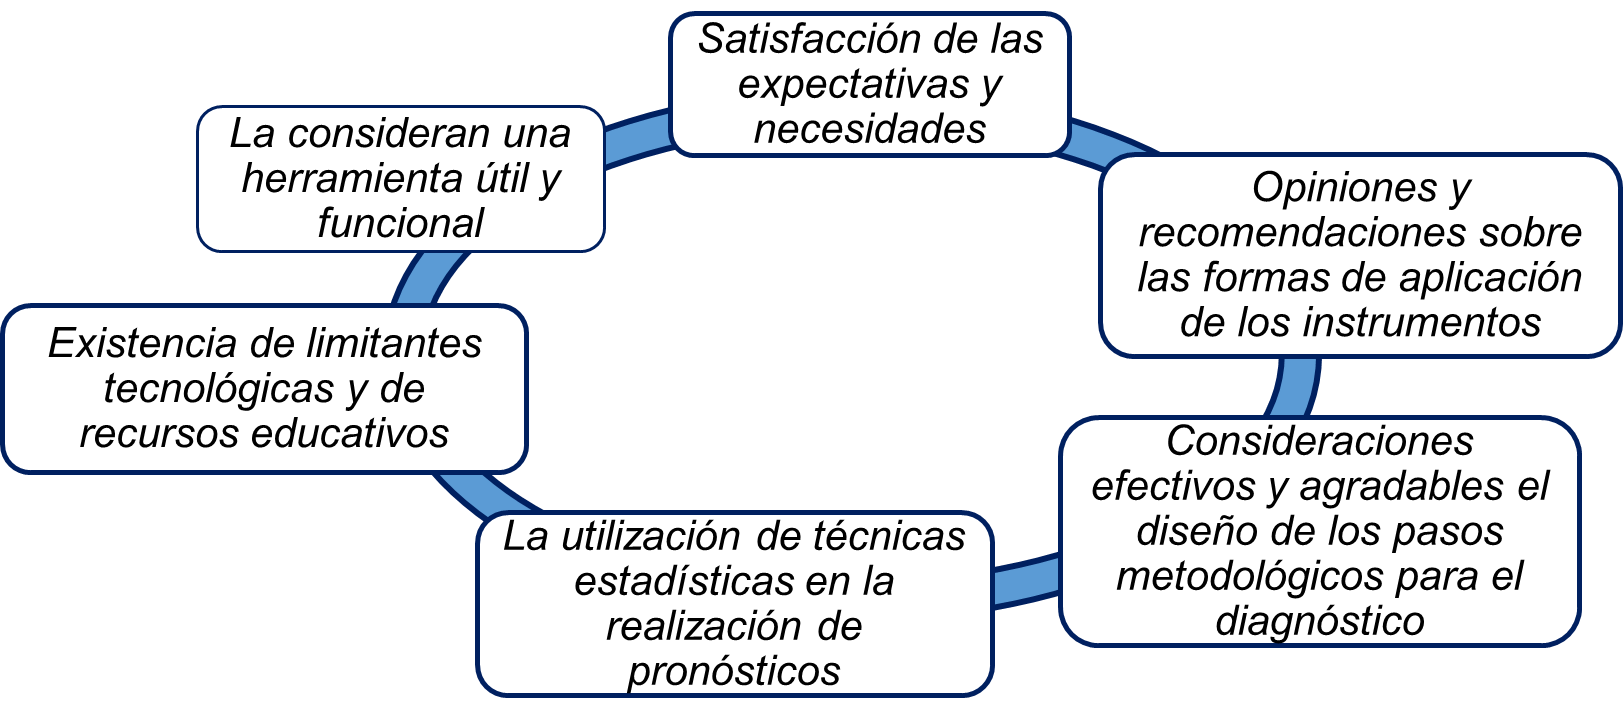 Satisfacción de las
expectativas y
necesidades
Opiniones y
recomendaciones sobre
las formas de aplicación
de los instrumentos
Consideraciones
efectivos y agradables el
diseño de los pasos
metodológicos para el
diagnóstico
La utilización de técnicas
estadísticas en la
realización de
pronósticos
Existencia de limitantes
tecnológicas y de
recursos educativos
La consideran una
herramienta útil y
funcional